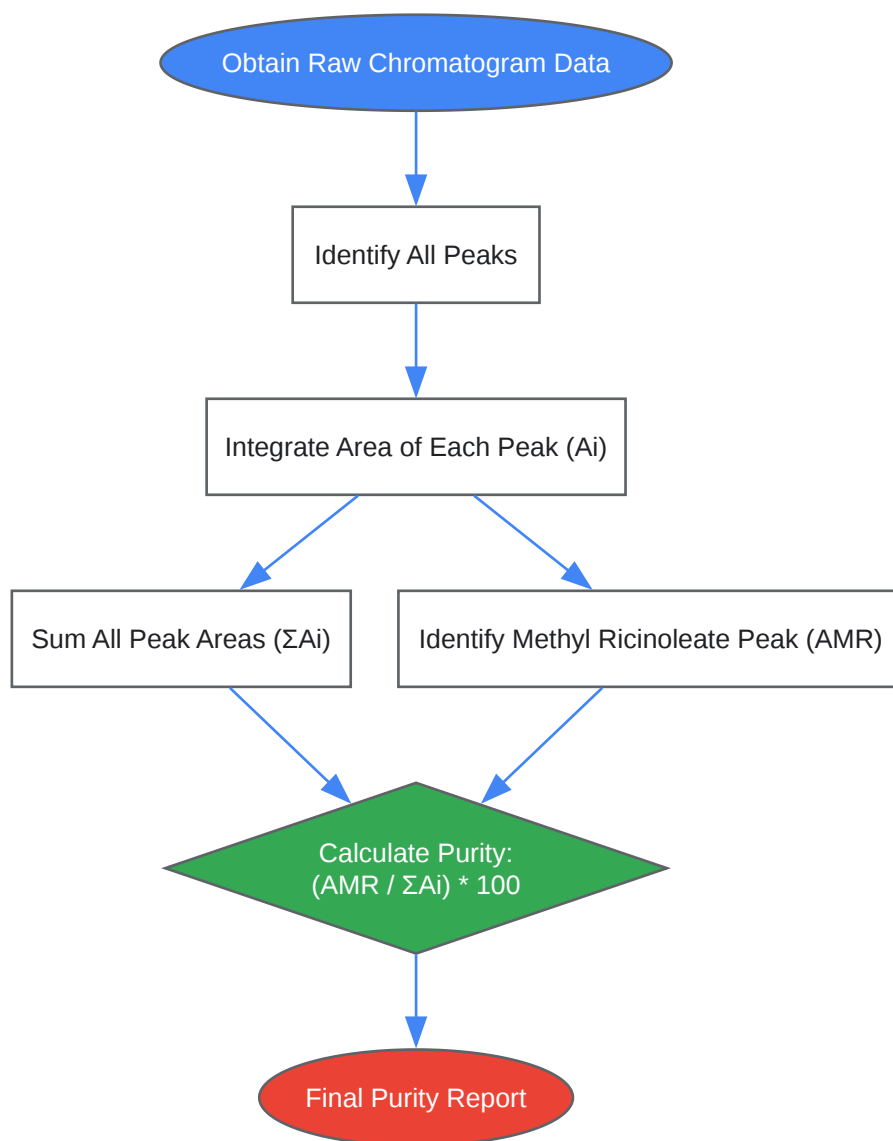 Obtain Raw Chromatogram Data
Identify All Peaks
Integrate Area of Each Peak (Ai)
Sum All Peak Areas (ΣAi)
Identify Methyl Ricinoleate Peak (AMR)
Calculate Purity:
(AMR / ΣAi) * 100
Final Purity Report